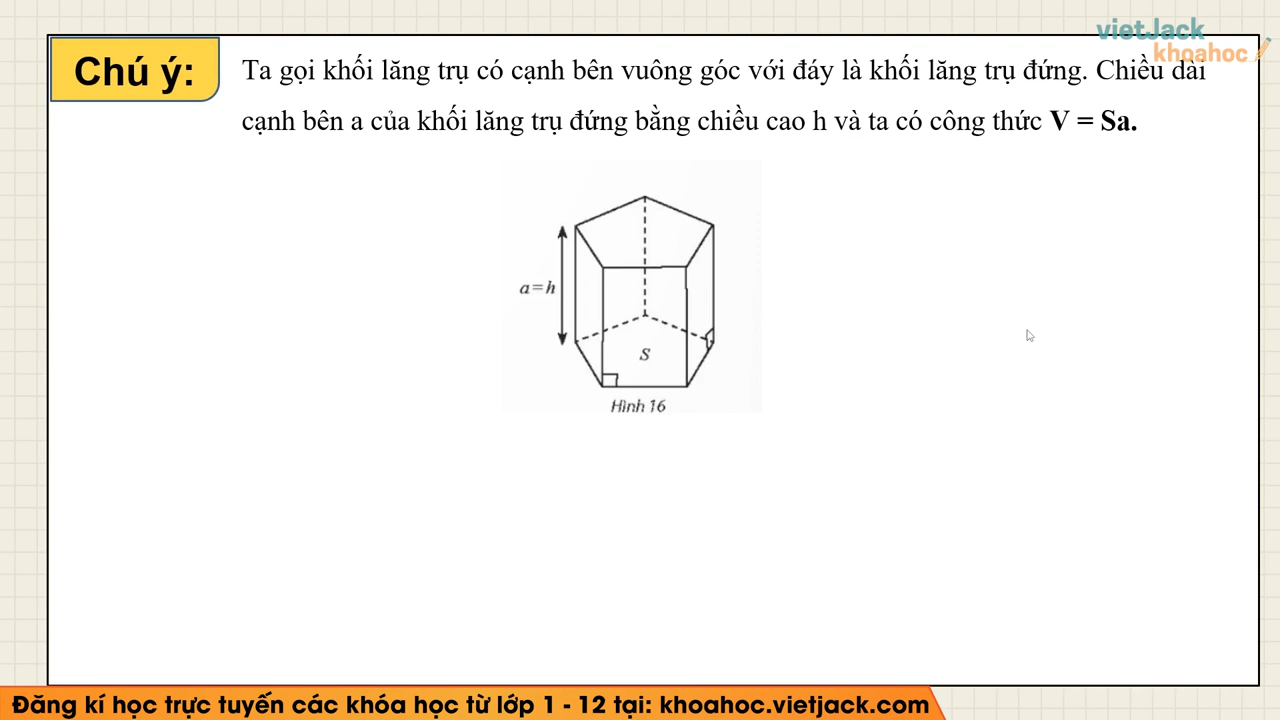 vietJack
khoahoc
Chú ý:
Ta gọi khối lăng trụ có cạnh bên vuông góc với đáy là khối lăng trụ đứng. Chiều dài
cạnh bên a của khối lăng trụ đứng bằng chiều cao h và ta có công thức V = Sa.
a=h
S
Hình 16
Đăng kí học trực tuyến các khóa học từ lớp 1 - 12 tại: khoahoc.vietjack.com